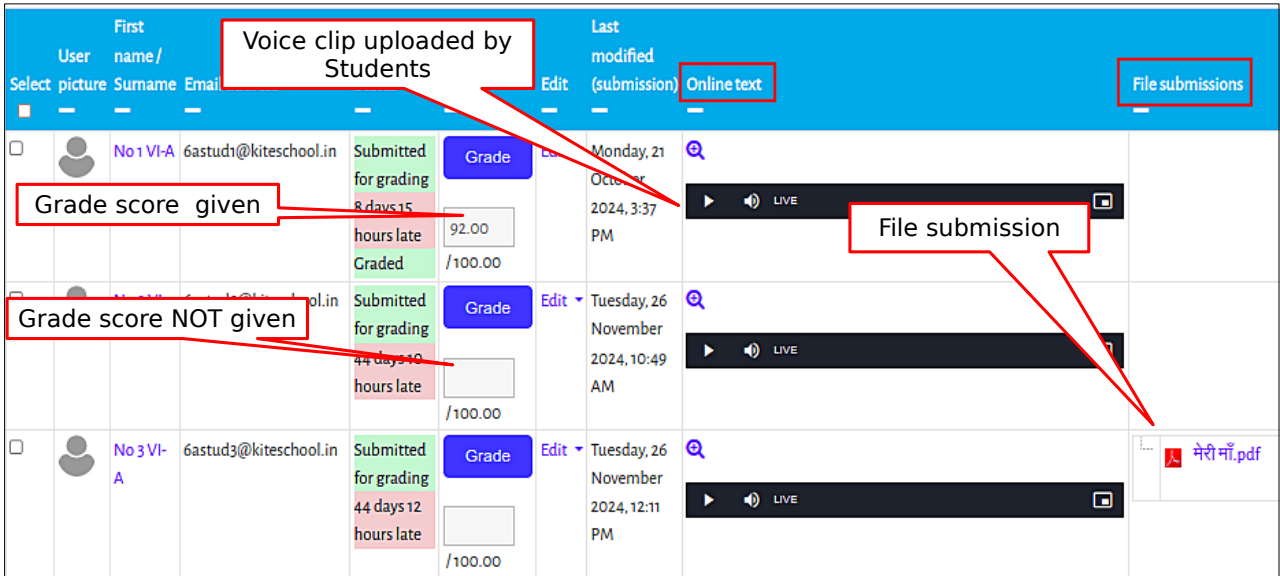 Select
User
picture
First
name /
Surname
Edit
Last
modified
(submission)
Online text
File submissions
Voice clip uploaded by
Students
No 1 VI-A
6astud1@kiteschool.in
Submitted
for grading
8 days 15
hours late
Graded
Grade
92.00
/100.00
Monday, 21
October
2024, 3:37
PM
LIVE
Grade score given
File submission
Submitted
for grading
44 days 10
hours late
Grade
/100.00
Edit
Tuesday, 26
November
2024, 10:49
AM
LIVE
Grade score NOT given
No 3 VI-
A
6astud3@kiteschool.in
Submitted
for grading
44 days 12
hours late
Grade
/100.00
Edit
Tuesday, 26
November
2024, 12:11
PM
LIVE
मेरी माँ.pdf